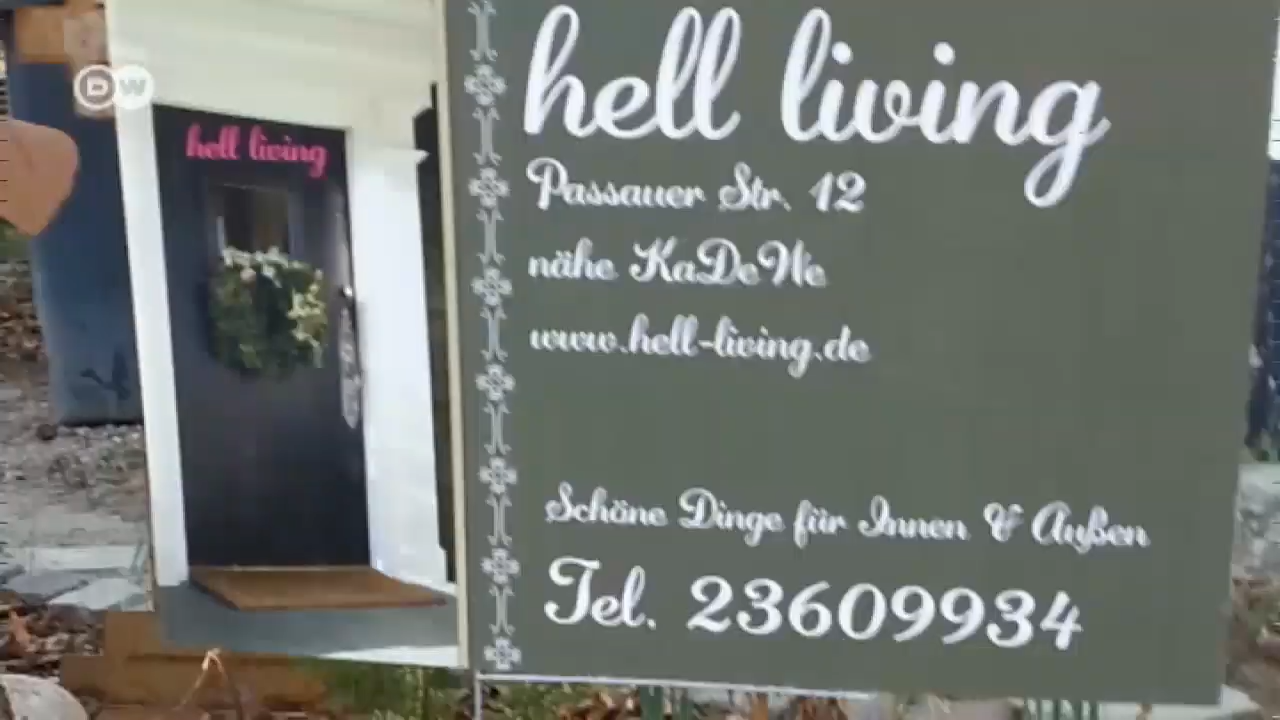 DW
hell living
hell living
Passauer Str. 12
nähe KaDeWe
www.hell-living.de
Schöne Dinge für Innen & Außen
Tel. 23609934